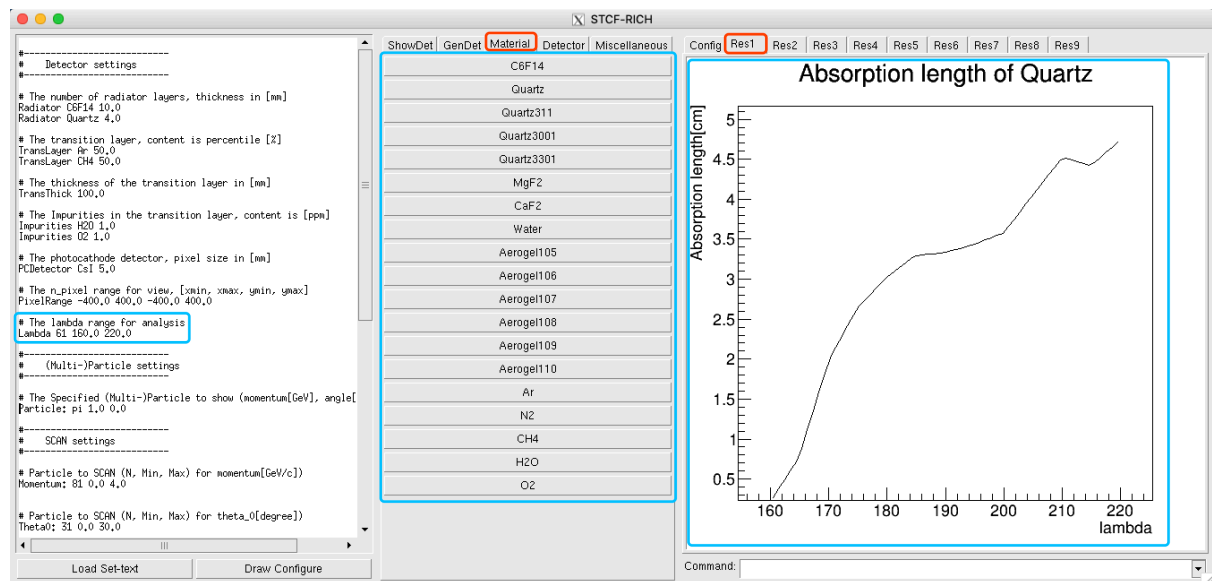 STCF-RICH
#---------------------------
#    Detector settings
#---------------------------
# The number of radiator layers, thickness in [mm]
Radiator C6F14 10.0
Radiator Quartz 4.0
# The transition layer, content is percentile [%]
TransLayer Ar 50.0
TransLayer CH4 50.0
# The thickness of the transition layer in [mm]
TransThick 100.0
# The Impurities in the transition layer, content is [ppm]
Impurities H2O 1.0
Impurities O2 1.0
# The photocathode detector, pixel size in [mm]
PCDetector CsI 5.0
# The n_pixel range for view, [xmin, xmax, ymin, ymax]
PixelRange -400.0 400.0 -400.0 400.0
# The lambda range for analysis
Lambda 61 160.0 220.0
#---------------------------
#    (Multi-)Particle settings
#---------------------------
# The Specified (Multi-)Particle to show (momentum[GeV], angle[
Particle: pi 1.0 0.0
#---------------------------
#    SCAN settings
#---------------------------
# Particle to SCAN (N, Min, Max) for momentum[GeV/c])
Momentum: 81 0.0 4.0
# Particle to SCAN (N, Min, Max) for theta_0[degree])
Theta0: 31 0.0 30.0
Load Set-text
Draw Configure
ShowDet GenDet Material Detector Miscellaneous
C6F14
Quartz
Quartz311
Quartz3001
Quartz3301
MgF2
CaF2
Water
Aerogel105
Aerogel106
Aerogel107
Aerogel108
Aerogel109
Aerogel110
Ar
N2
CH4
H2O
O2
Config Res1 Res2 Res3 Res4 Res5 Res6 Res7 Res8 Res9
Absorption length of Quartz
Absorption length[cm]
5
4.5
4
3.5
3
2.5
2
1.5
1
0.5
160 170 180 190 200 210 220
lambda
Command: